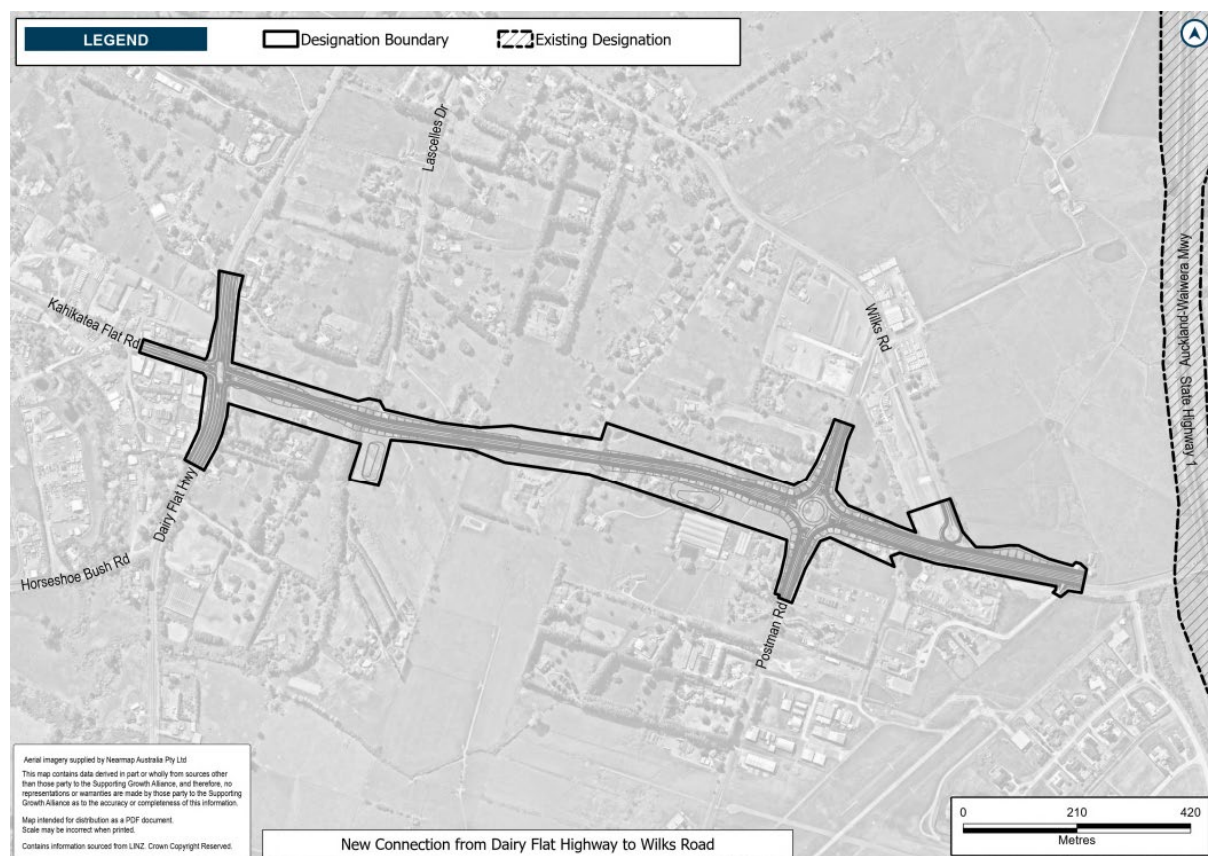 LEGEND
Designation Boundary
Existing Designation
Lascelles Dr
Kahikatea Flat Rd
Wilks Rd
State Highway 1 Auckland-Waiwera Mwy
Dairy Flat Hwy
Horseshoe Bush Rd
Postman Rd
Aerial imagery supplied by Nearmap Australia Pty Ltd
This map contains data derived in part or wholly from sources other
than those party to the Supporting Growth Alliance, and therefore, no
representations or warranties are made by those party to the Supporting
Growth Alliance as to the accuracy or completeness of this information.
Map intended for distribution as a PDF document.
Scale may be incorrect when printed.
Contains information sourced from LINZ. Crown Copyright Reserved.
New Connection from Dairy Flat Highway to Wilks Road
0 210 420
Metres